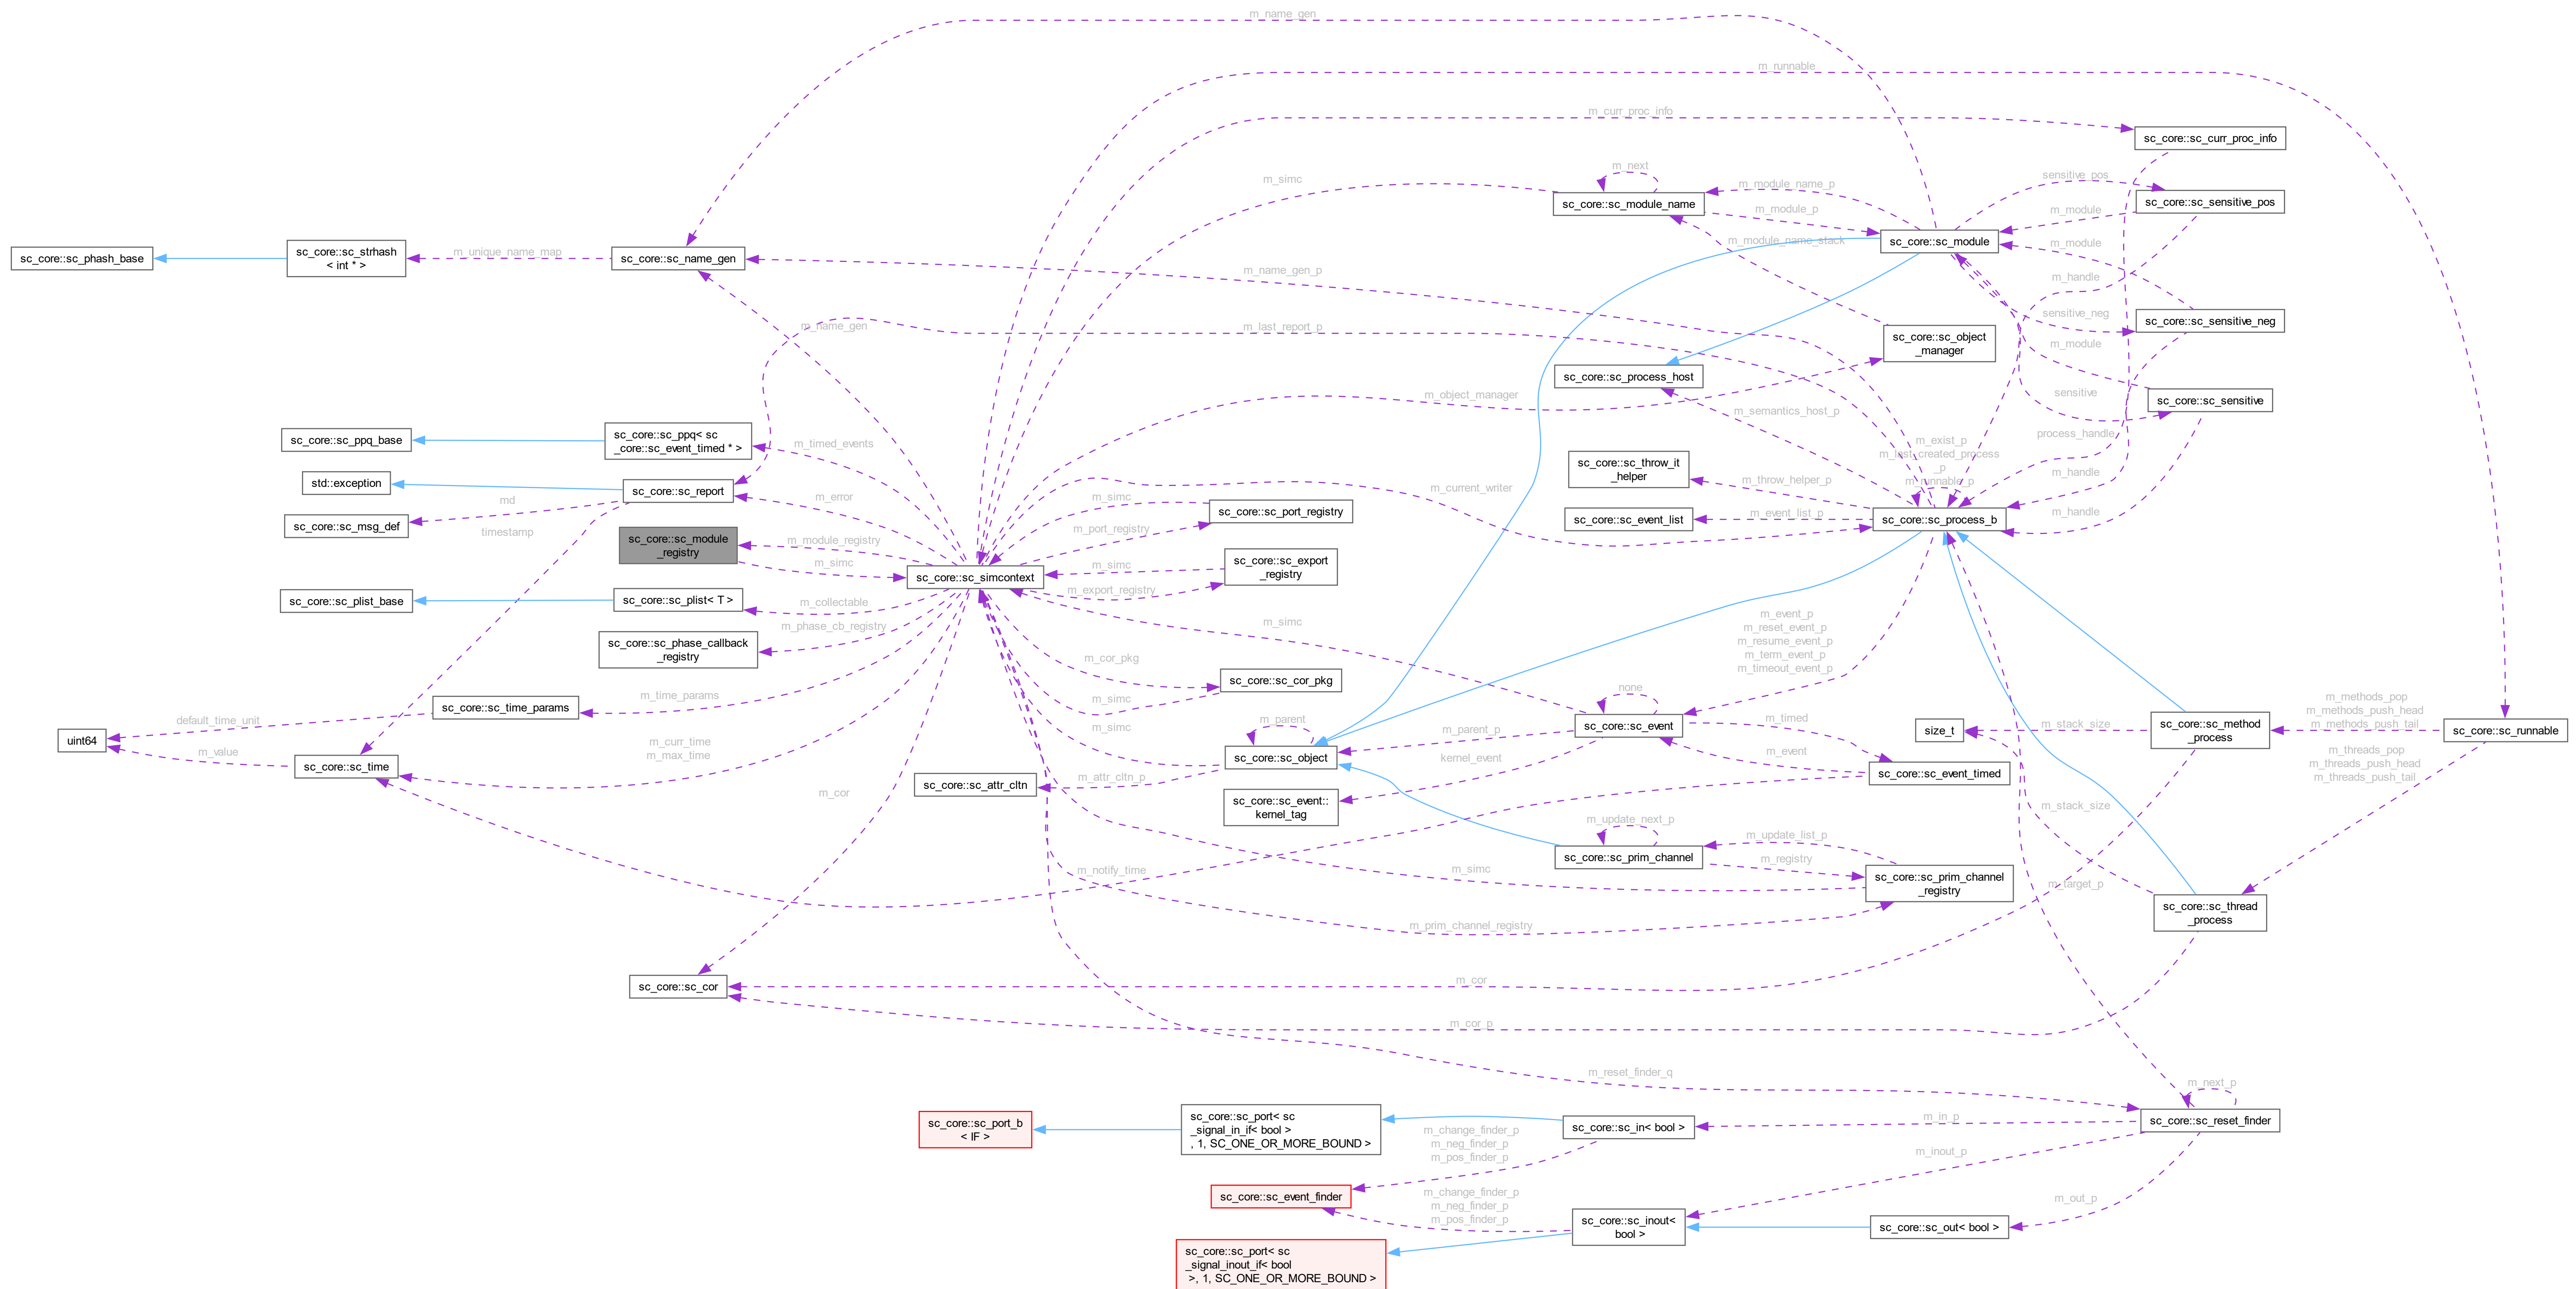 m_name_gen
m_runnable
m_curr_proc_info
sc_core::sc_curr_proc_info
m_next
m_simc
m_module_name_p
sensitive_pos
sc_core::sc_module_name
sc_core::sc_sensitive_pos
m_module_p
m_module
sc_core::sc_module
m_module_name_stack
m_module
sc_core::sc_phash_base
sc_core::sc_strhash
< int * >
m_unique_name_map
sc_core::sc_name_gen
m_name_gen_p
m_handle
m_name_gen
m_last_report_p
sensitive_neg
sc_core::sc_sensitive_neg
sc_core::sc_object
_manager
m_module
sc_core::sc_process_host
m_object_manager
sensitive
sc_core::sc_sensitive
m_semantics_host_p
process_handle
sc_core::sc_ppq_base
sc_core::sc_ppq< sc
_core::sc_event_timed * >
m_timed_events
m_exist_p
m_last_created_process
_p
m_runnable_p
sc_core::sc_throw_it
_helper
m_throw_helper_p
m_handle
std::exception
sc_core::sc_report
m_error
m_simc
m_current_writer
md
sc_core::sc_msg_def
timestamp
sc_core::sc_port_registry
m_port_registry
sc_core::sc_event_list
m_event_list_p
sc_core::sc_process_b
m_handle
sc_core::sc_module
_registry
m_module_registry
m_simc
sc_core::sc_simcontext
m_simc
m_export_registry
sc_core::sc_export
_registry
sc_core::sc_plist_base
sc_core::sc_plist< T >
m_collectable
m_phase_cb_registry
sc_core::sc_phase_callback
_registry
m_simc
m_event_p
m_reset_event_p
m_resume_event_p
m_term_event_p
m_timeout_event_p
m_cor_pkg
sc_core::sc_cor_pkg
m_simc
m_time_params
sc_core::sc_time_params
default_time_unit
uint64
m_value
sc_core::sc_time
m_curr_time
m_max_time
m_simc
m_parent
sc_core::sc_object
none
sc_core::sc_event
m_parent_p
kernel_event
m_timed
m_event
sc_core::sc_event_timed
size_t
m_stack_size
sc_core::sc_method
_process
m_methods_pop
m_methods_push_head
m_methods_push_tail
sc_core::sc_runnable
m_threads_pop
m_threads_push_head
m_threads_push_tail
sc_core::sc_attr_cltn
m_attr_cltn_p
m_cor
sc_core::sc_event::
kernel_tag
m_stack_size
m_update_next_p
sc_core::sc_prim_channel
m_update_list_p
m_registry
sc_core::sc_prim_channel
_registry
m_notify_time
m_simc
m_target_p
sc_core::sc_thread
_process
m_prim_channel_registry
sc_core::sc_cor
m_cor
m_cor_p
m_reset_finder_q
m_next_p
sc_core::sc_reset_finder
sc_core::sc_port_b
< IF >
sc_core::sc_port< sc
_signal_in_if< bool >
, 1, SC_ONE_OR_MORE_BOUND >
sc_core::sc_in< bool >
m_in_p
m_change_finder_p
m_neg_finder_p
m_pos_finder_p
m_inout_p
sc_core::sc_event_finder
m_change_finder_p
m_neg_finder_p
m_pos_finder_p
m_out_p
sc_core::sc_inout<
bool >
sc_core::sc_out< bool >
sc_core::sc_port< sc
_signal_inout_if< bool
>, 1, SC_ONE_OR_MORE_BOUND >